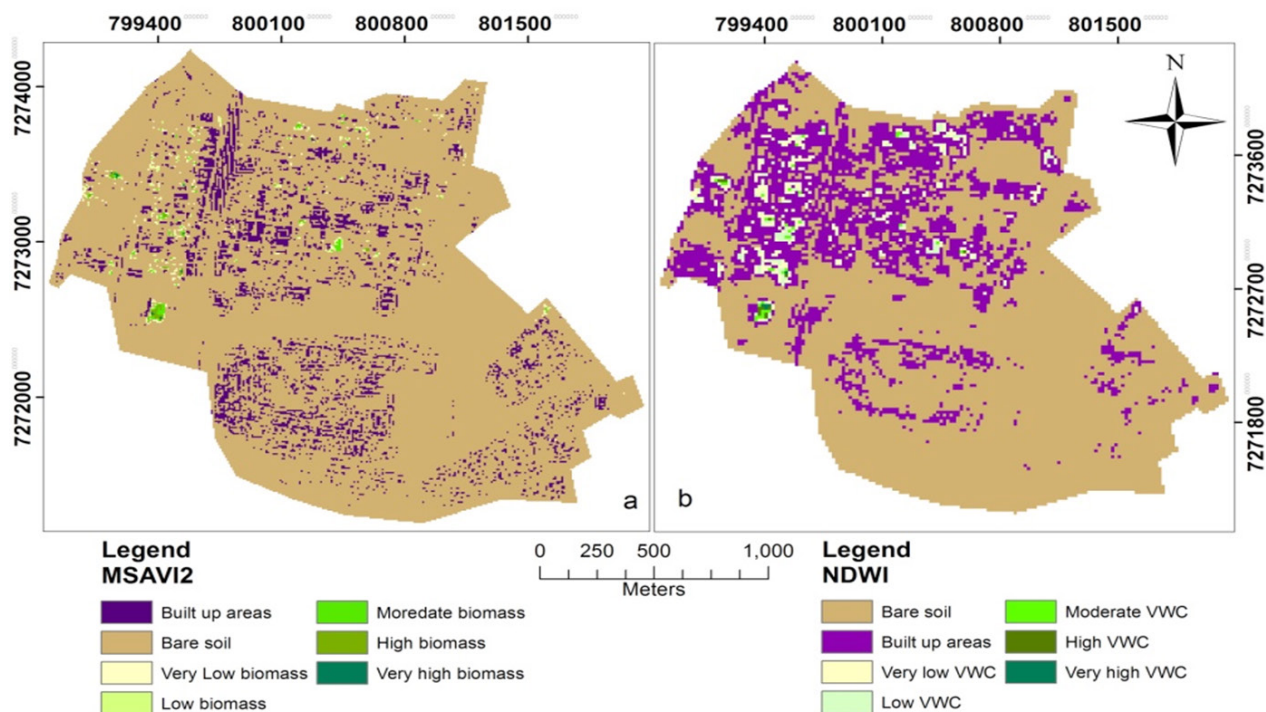 799400 800100 800800 801500 799400 800100 800800 801500
7274000
7273000
7272000
N
7273600
7272700
7271800
a b
Legend
MSAVI2
Built up areas
Bare soil
Very Low biomass
Low biomass
Moredate biomass
High biomass
Very high biomass
0 250 500 1,000
Meters
Legend
NDWI
Bare soil
Built up areas
Very low VWC
Low VWC
Moderate VWC
High VWC
Very high VWC